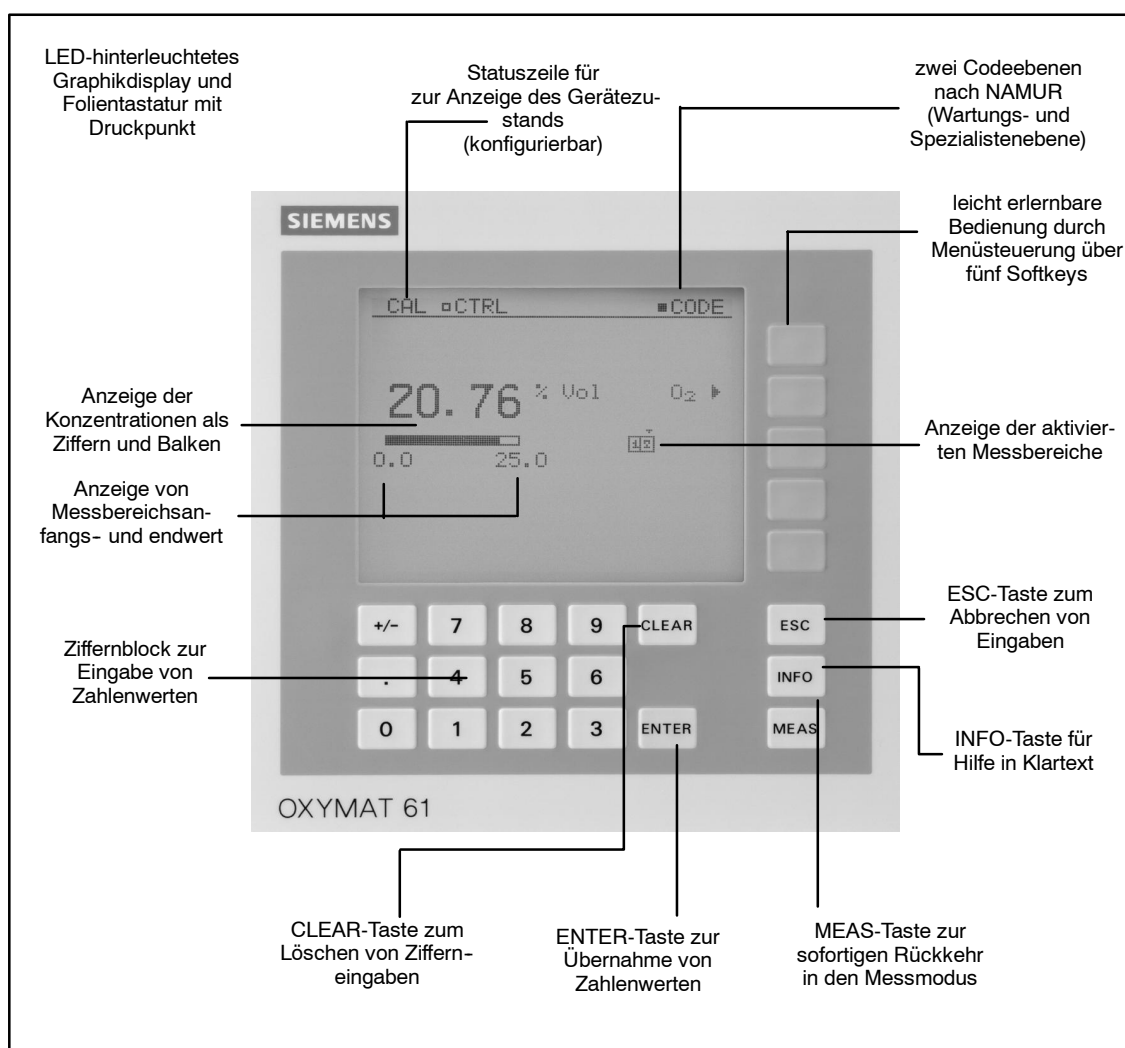 LED-hinterleuchtetes
Graphikdisplay und
Folientastatur mit
Druckpunkt
Statuszeile für
zur Anzeige des Gerätezu-
stands
(konfigurierbar)
zwei Codeebenen
nach NAMUR
(Wartungs- und
Spezialistenebene)
leicht erlernbare
Bedienung durch
Menüsteuerung über
fünf Softkeys
SIEMENS
CAL CTRL CODE
20.76 % Vol O2
0.0 25.0
1 2
Anzeige der
Konzentrationen als
Ziffern und Balken
Anzeige der aktivier-
ten Messbereiche
Anzeige von
Messbereichsan-
fangs- und endwert
+/- 7 8 9 CLEAR ESC
. 4 5 6 INFO
0 1 2 3 ENTER MEAS
Ziffernblock zur
Eingabe von
Zahlenwerten
ESC-Taste zum
Abbrechen von
Eingaben
INFO-Taste für
Hilfe in Klartext
OXYMAT 61
CLEAR-Taste zum
Löschen von Ziffern-
eingaben
ENTER-Taste zur
Übernahme von
Zahlenwerten
MEAS-Taste zur
sofortigen Rückkehr
in den Messmodus